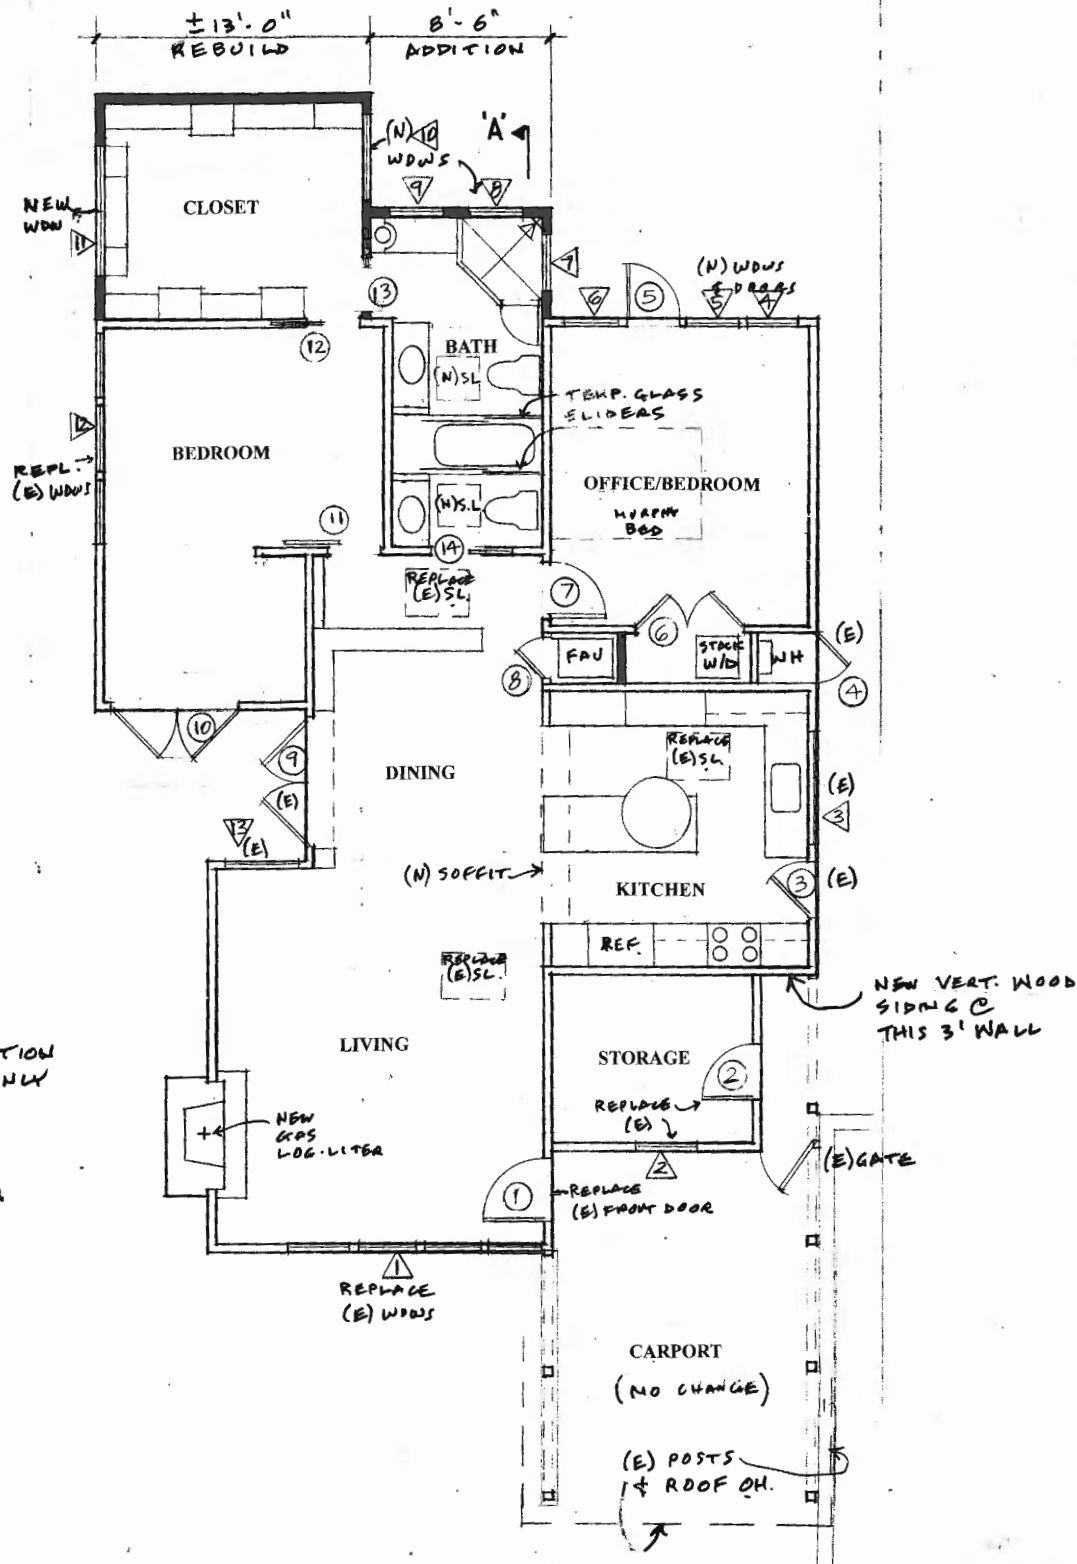 ±13'-0"
REBUILD
8'-6"
ADDITION
(N) 10
WDWS
'A'
9
8
CLOSET
NEW
WDW
11
7
(N) WDWS
& DOORS
6
5
5
4
13
12
BATH
(N) SL
TEMP. GLASS
SLIDERS
12
BEDROOM
REPL.
(E) WDWS
OFFICE/BEDROOM
MURPHY
BED
(N) S.L
11
14
REPLACE
(E) SL.
7
6
(E)
FAU
STACK
W/D
WH
8
4
10
9
(E)
13
(E)
DINING
REPLACE
(E) SL.
(E)
3
(N) SOFFIT
KITCHEN
3
(E)
REF.
REPLACE
(E) SL.
NEW VERT. WOOD
SIDING @
THIS 3' WALL
LIVING
STORAGE
2
TION
NLY
REPLACE
(E)
NEW
GAS
LOG-LITER
2
(E) GATE
1
REPLACE
(E) FRONT DOOR
1
REPLACE
(E) WDWS
CARPORT
(NO CHANGE)
(E) POSTS
& ROOF OH.